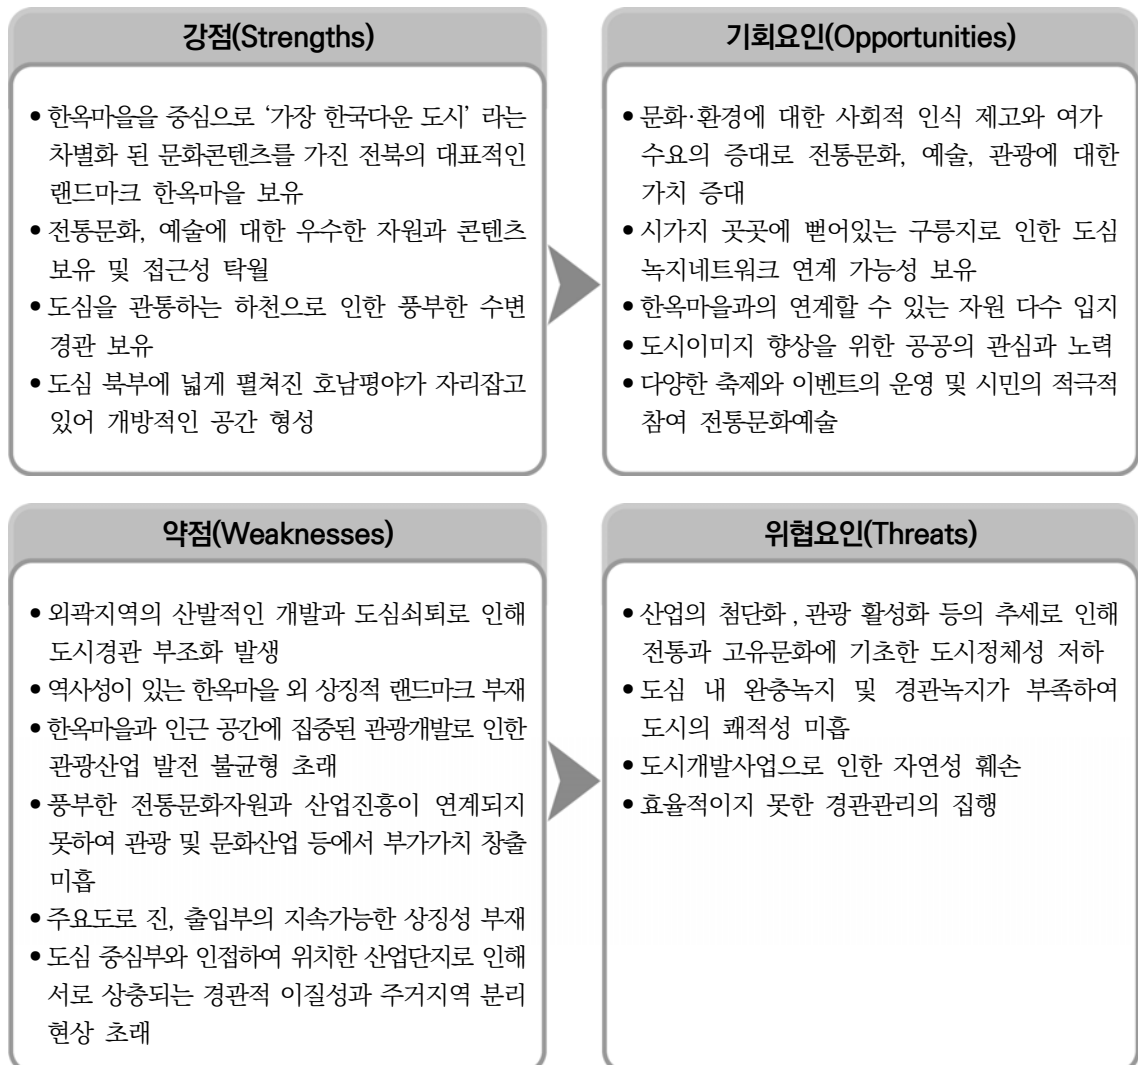 강점(Strengths)
• 한옥마을을 중심으로 ‘가장 한국다운 도시’ 라는
차별화 된 문화콘텐츠를 가진 전북의 대표적인
랜드마크 한옥마을 보유
• 전통문화, 예술에 대한 우수한 자원과 콘텐츠
보유 및 접근성 탁월
• 도심을 관통하는 하천으로 인한 풍부한 수변
경관 보유
• 도심 북부에 넓게 펼쳐진 호남평야가 자리잡고
있어 개방적인 공간 형성
기회요인(Opportunities)
• 문화·환경에 대한 사회적 인식 제고와 여가
수요의 증대로 전통문화, 예술, 관광에 대한
가치 증대
• 시가지 곳곳에 뻗어있는 구릉지로 인한 도심
녹지네트워크 연계 가능성 보유
• 한옥마을과의 연계할 수 있는 자원 다수 입지
• 도시이미지 향상을 위한 공공의 관심과 노력
• 다양한 축제와 이벤트의 운영 및 시민의 적극적
참여 전통문화예술
약점(Weaknesses)
• 외곽지역의 산발적인 개발과 도심쇠퇴로 인해
도시경관 부조화 발생
• 역사성이 있는 한옥마을 외 상징적 랜드마크 부재
• 한옥마을과 인근 공간에 집중된 관광개발로 인한
관광산업 발전 불균형 초래
• 풍부한 전통문화자원과 산업진흥이 연계되지
못하여 관광 및 문화산업 등에서 부가가치 창출
미흡
• 주요도로 진, 출입부의 지속가능한 상징성 부재
• 도심 중심부와 인접하여 위치한 산업단지로 인해
서로 상충되는 경관적 이질성과 주거지역 분리
현상 초래
위협요인(Threats)
• 산업의 첨단화 , 관광 활성화 등의 추세로 인해
전통과 고유문화에 기초한 도시정체성 저하
• 도심 내 완충녹지 및 경관녹지가 부족하여
도시의 쾌적성 미흡
• 도시개발사업으로 인한 자연성 훼손
• 효율적이지 못한 경관관리의 집행